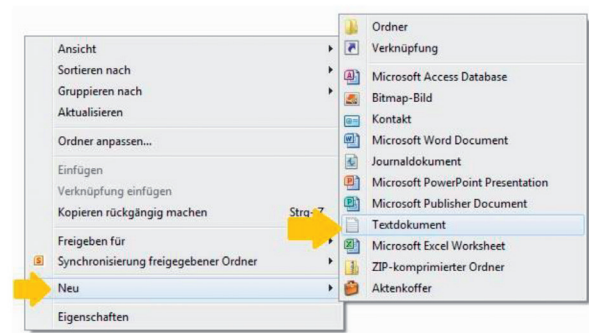 Ansicht
Sortieren nach
Gruppieren nach
Aktualisieren
Ordner anpassen...
Einfügen
Verknüpfung einfügen
Kopieren rückgängig machen
Freigeben für
Synchronisierung freigegebener Ordner
Neu
Eigenschaften
Ordner
Verknüpfung
Microsoft Access Database
Bitmap-Bild
Kontakt
Microsoft Word Document
Journaldokument
Microsoft PowerPoint Presentation
Microsoft Publisher Document
Textdokument
Microsoft Excel Worksheet
ZIP-komprimierter Ordner
Aktenkoffer